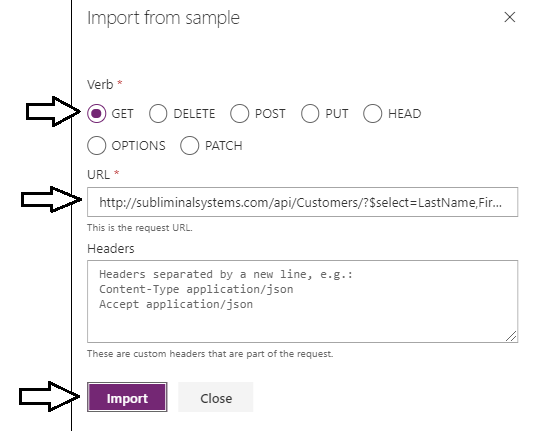 Import from sample
Verb *
GET DELETE POST PUT HEAD
OPTIONS PATCH
URL *
http://subliminalsystems.com/api/Customers/?$select=LastName,Fir...
This is the request URL.
Headers
Headers separated by a new line, e.g.:
Content-Type application/json
Accept application/json
These are custom headers that are part of the request.
Import Close